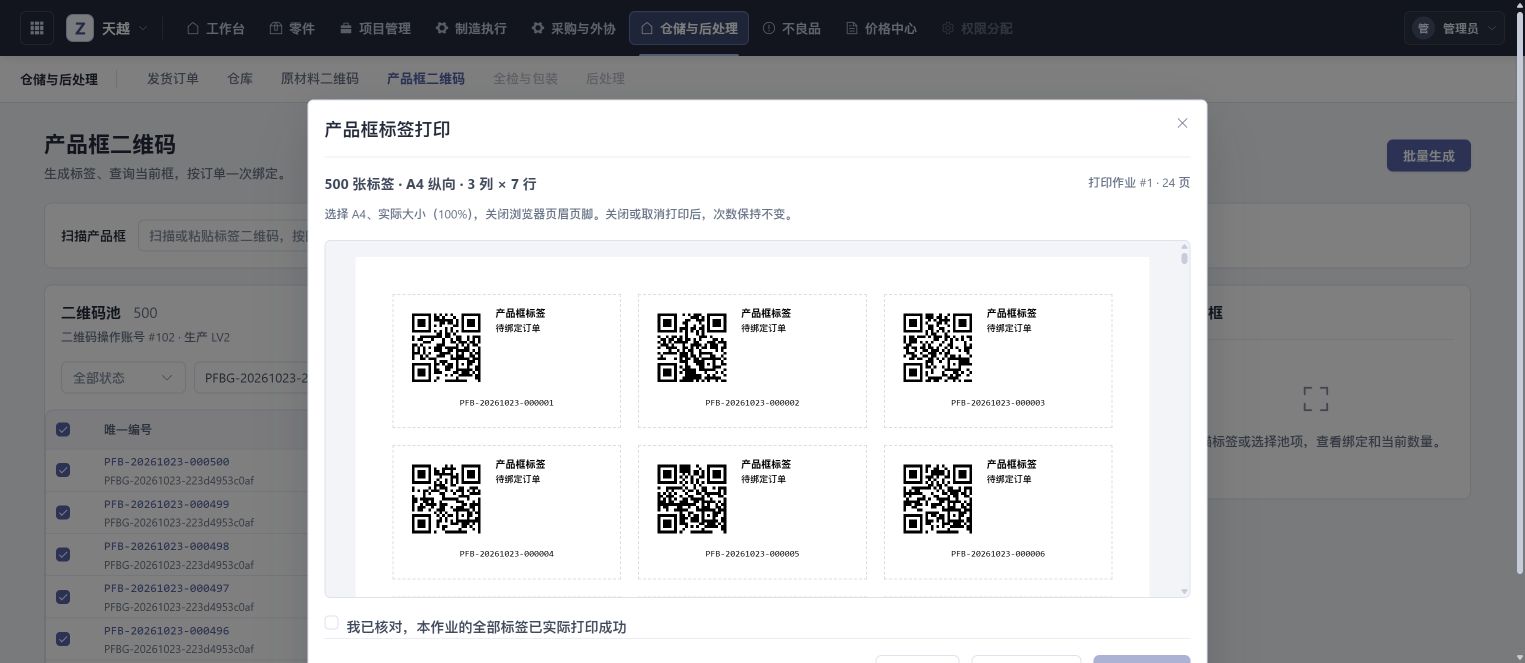 Z 天越 工作台 零件 项目管理 制造执行 采购与外协 仓储与后处理 不良品 价格中心 权限分配 管 管理员
仓储与后处理 发货订单 仓库 原材料二维码 产品框二维码 全检与包装 后处理
产品框二维码
生成标签、查询当前框，按订单一次绑定。
批量生成
扫描产品框 扫描或粘贴标签二维码，按
二维码池 500
二维码操作账号 #102 · 生产 LV2
全部状态 PFBG-20261023-2
唯一编号
PFB-20261023-000500
PFBG-20261023-223d4953c0af
PFB-20261023-000499
PFBG-20261023-223d4953c0af
PFB-20261023-000498
PFBG-20261023-223d4953c0af
PFB-20261023-000497
PFBG-20261023-223d4953c0af
PFB-20261023-000496
PFBG-20261023-223d4953c0af
框
标签或选择池项，查看绑定和当前数量。
产品框标签打印
500 张标签 · A4 纵向 · 3 列 × 7 行
打印作业 #1 · 24 页
选择 A4、实际大小（100%），关闭浏览器页眉页脚。关闭或取消打印后，次数保持不变。
产品框标签
待绑定订单
PFB-20261023-000001
产品框标签
待绑定订单
PFB-20261023-000002
产品框标签
待绑定订单
PFB-20261023-000003
产品框标签
待绑定订单
PFB-20261023-000004
产品框标签
待绑定订单
PFB-20261023-000005
产品框标签
待绑定订单
PFB-20261023-000006
我已核对，本作业的全部标签已实际打印成功